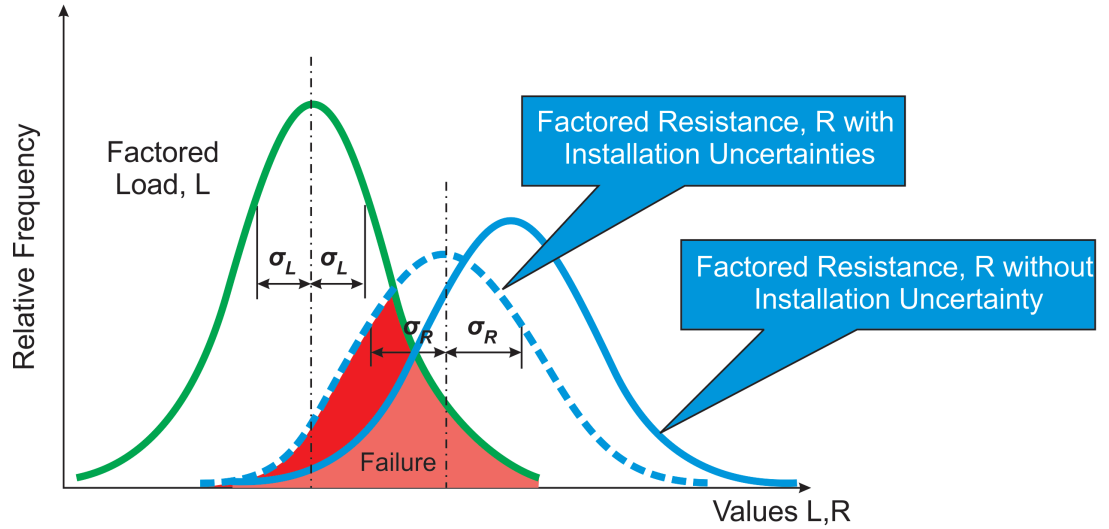 Relative Frequency
Factored
Load, L
σL
σL
σR
σR
Factored Resistance, R with
Installation Uncertainties
Factored Resistance, R without
Installation Uncertainty
Failure
Values L,R